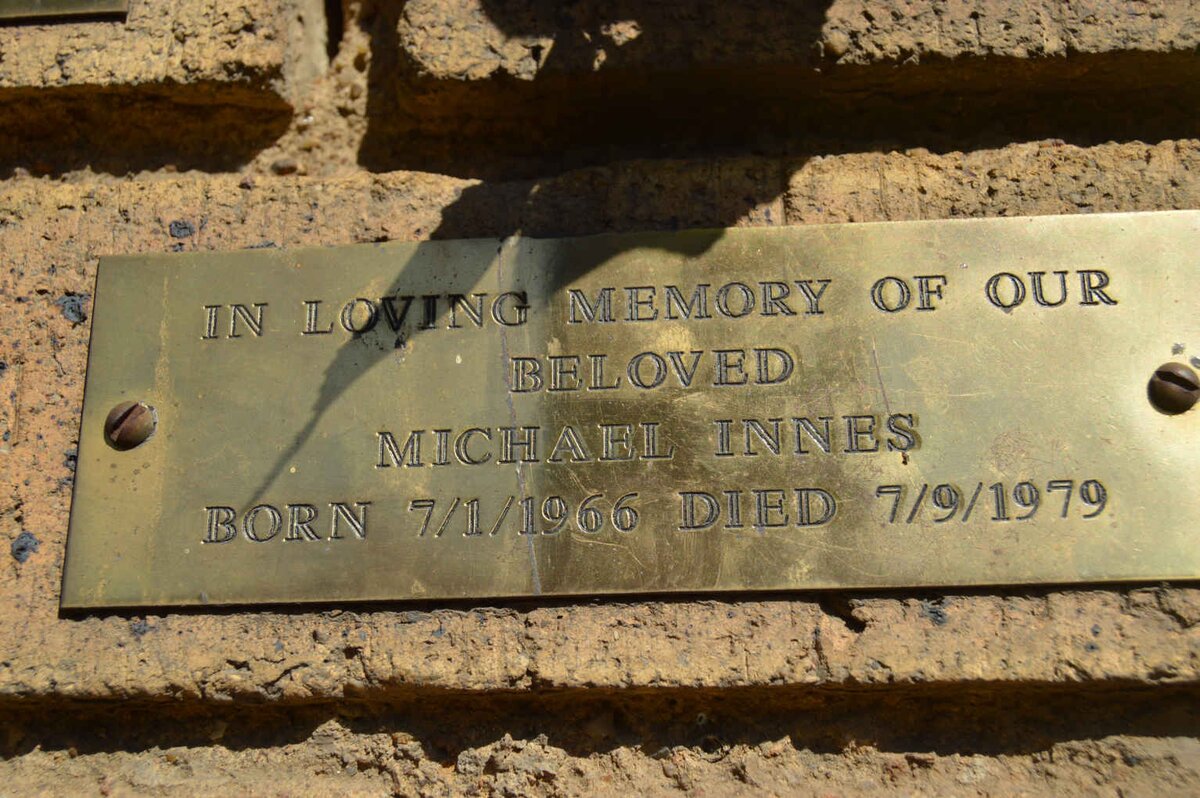 IN LOVING MEMORY OF OUR
BELOVED
MICHAEL INNES
BORN 7/1/1966 DIED 7/9/1979